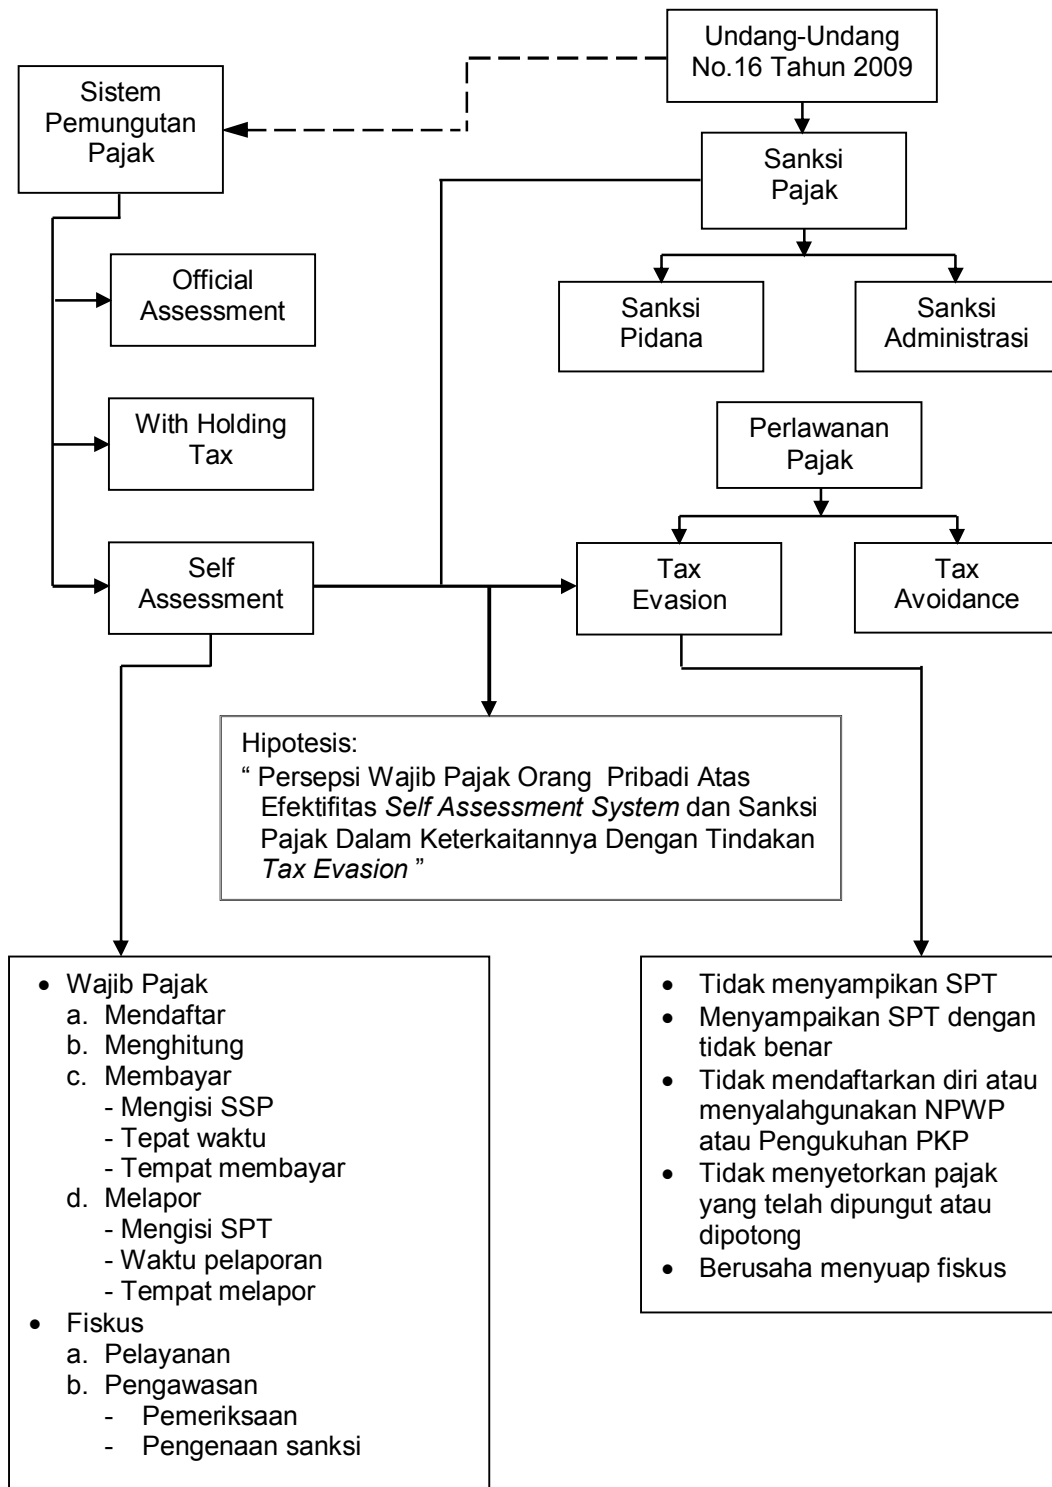 Undang-Undang
No.16 Tahun 2009
Sistem
Pemungutan
Pajak
Sanksi
Pajak
Official
Assessment
Sanksi
Pidana
Sanksi
Administrasi
With Holding
Tax
Perlawanan
Pajak
Self
Assessment
Tax
Evasion
Tax
Avoidance
Hipotesis:
“ Persepsi Wajib Pajak Orang Pribadi Atas
Efektifitas Self Assessment System dan Sanksi
Pajak Dalam Keterkaitannya Dengan Tindakan
Tax Evasion ”
• Wajib Pajak
a. Mendaftar
b. Menghitung
c. Membayar
- Mengisi SSP
- Tepat waktu
- Tempat membayar
d. Melapor
- Mengisi SPT
- Waktu pelaporan
- Tempat melapor
• Fiskus
a. Pelayanan
b. Pengawasan
- Pemeriksaan
- Pengenaan sanksi
• Tidak menyampikan SPT
• Menyampaikan SPT dengan
tidak benar
• Tidak mendaftarkan diri atau
menyalahgunakan NPWP
atau Pengukuhan PKP
• Tidak menyetorkan pajak
yang telah dipungut atau
dipotong
• Berusaha menyuap fiskus